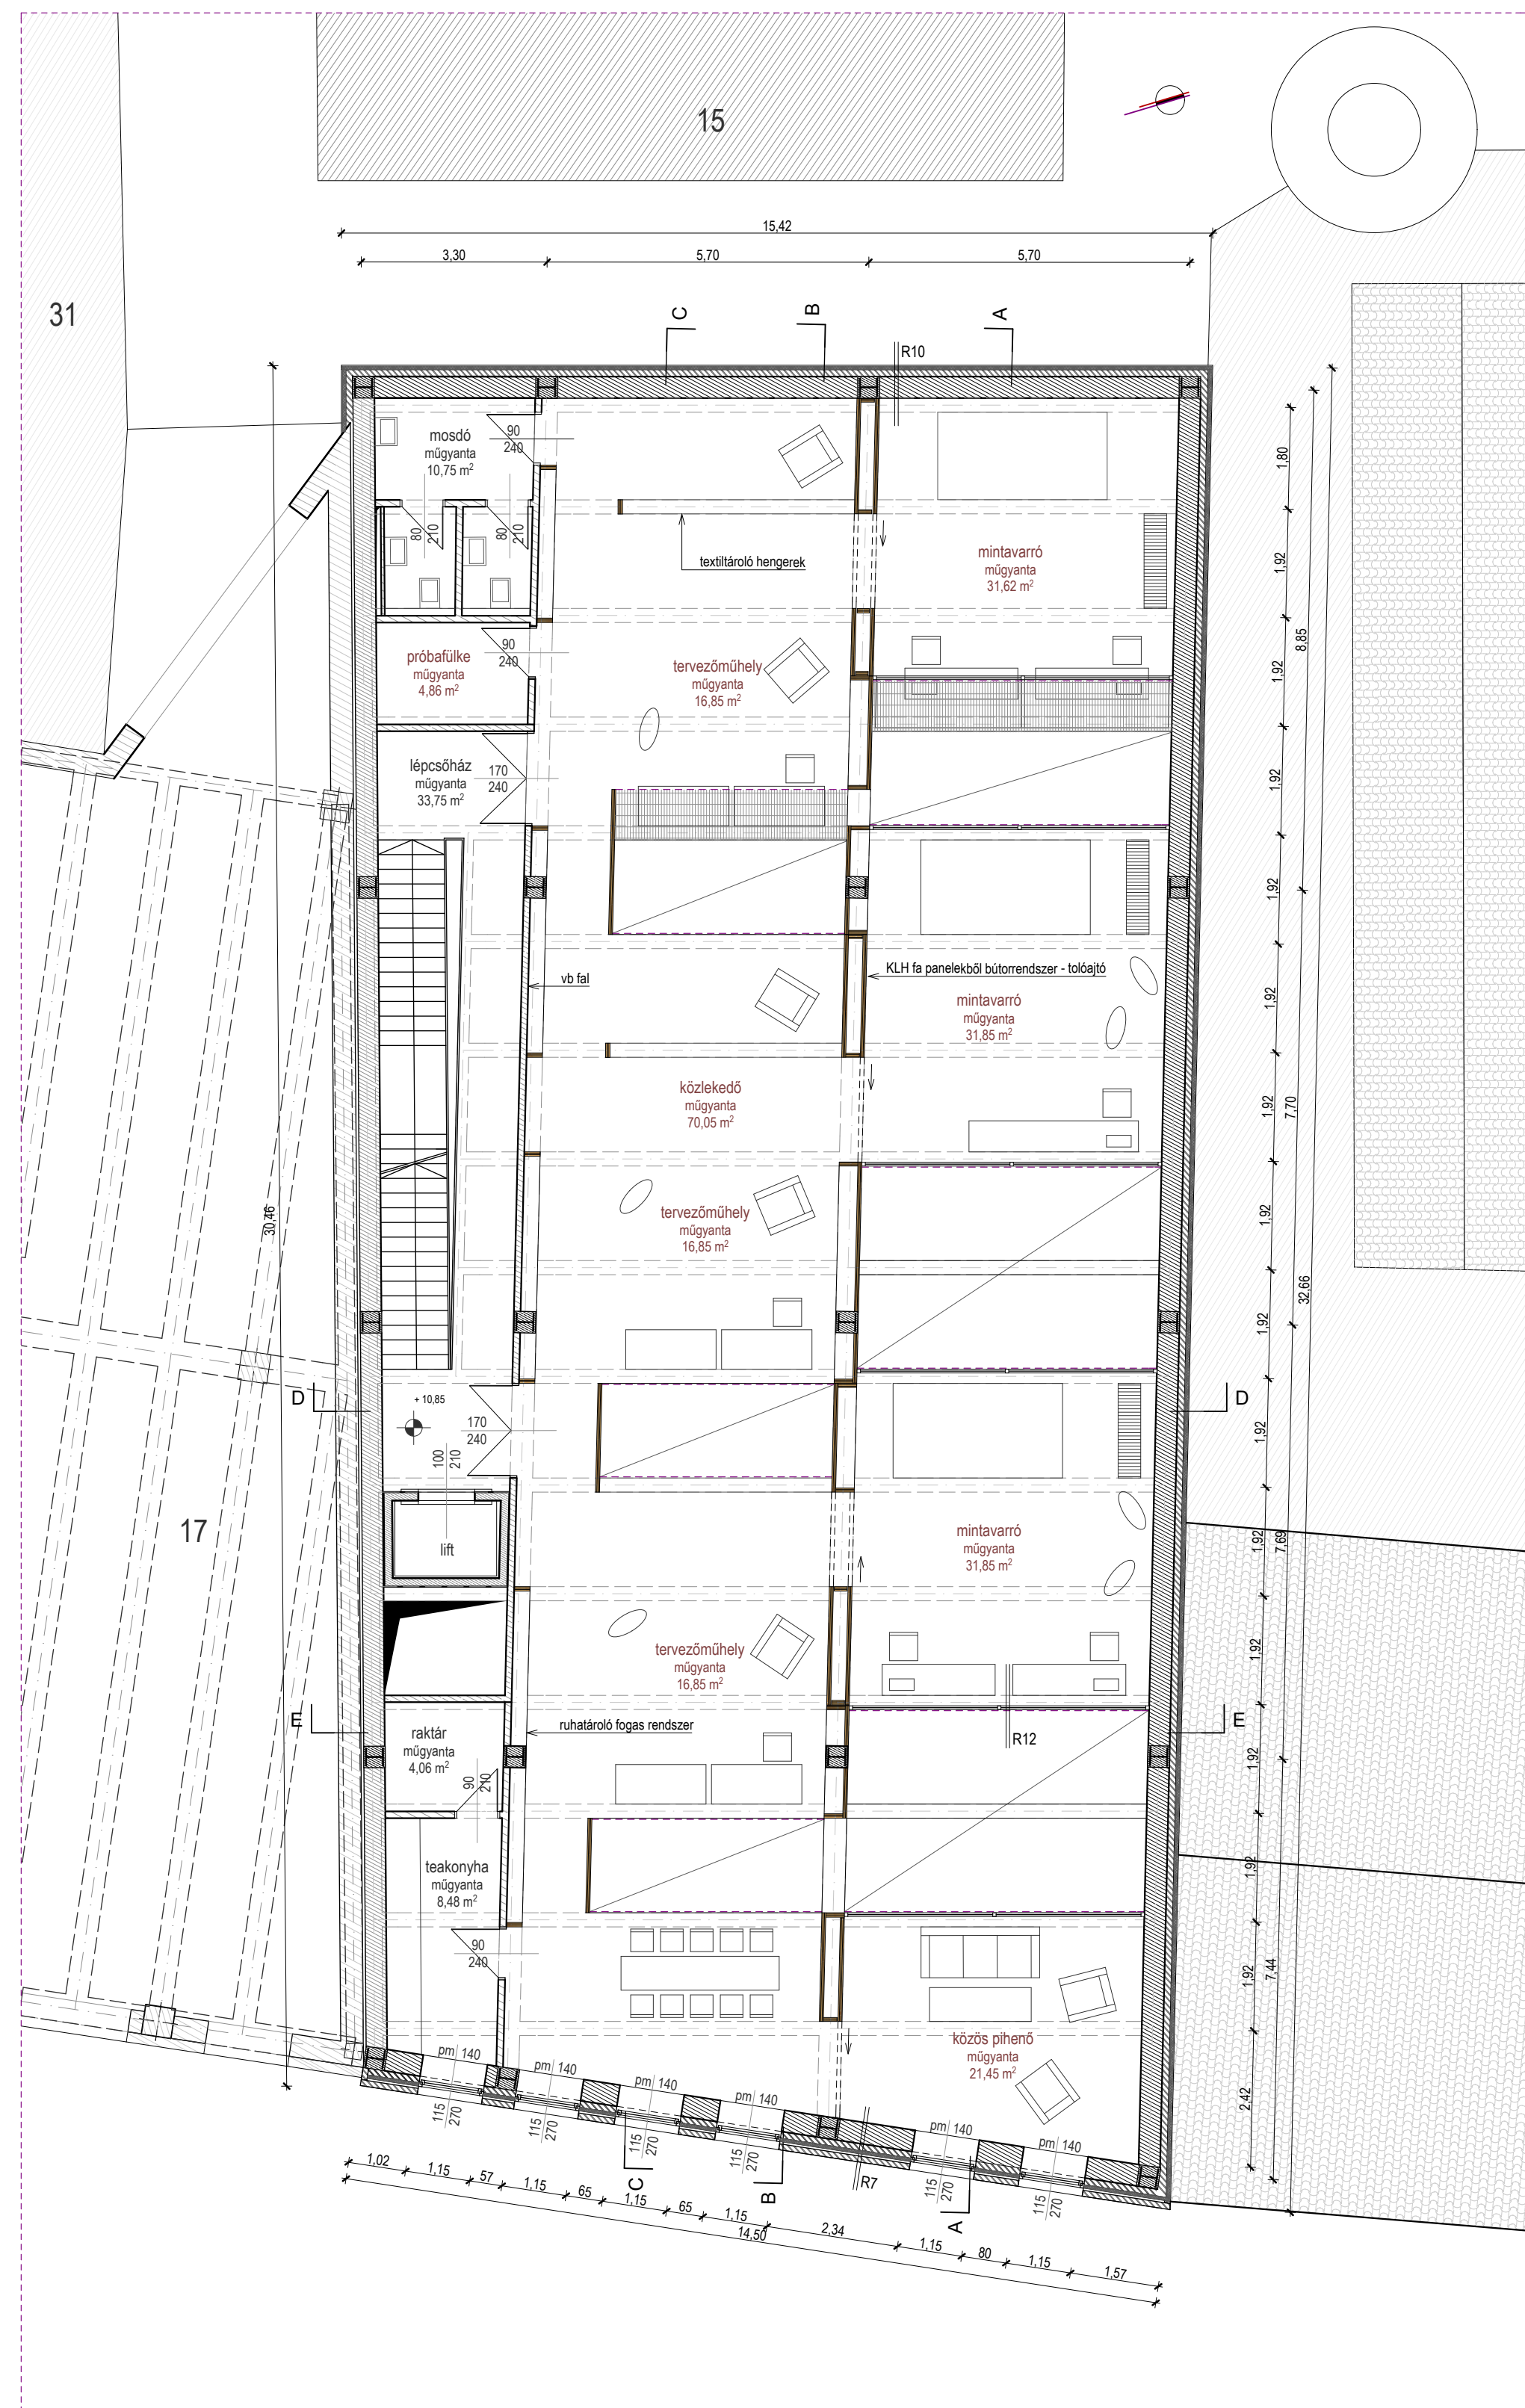 15
31
17
15,42
3,30
5,70
5,70
C
B
A
R10
mosdó
műgyanta
10,75 m²
90
240
80
210
80
210
textiltároló hengerek
mintavarró
műgyanta
31,62 m²
próbafülke
műgyanta
4,86 m²
90
240
tervezőműhely
műgyanta
16,85 m²
lépcsőház
műgyanta
33,75 m²
170
240
vb fal
KLH fa panelekből bútorrendszer - tolóajtó
mintavarró
műgyanta
31,85 m²
közlekedő
műgyanta
70,05 m²
tervezőműhely
műgyanta
16,85 m²
30,46
D
+ 10,85
170
240
100
210
D
lift
mintavarró
műgyanta
31,85 m²
tervezőműhely
műgyanta
16,85 m²
E
ruhatároló fogas rendszer
R12
E
raktár
műgyanta
4,06 m²
90
210
teakonyha
műgyanta
8,48 m²
90
240
közös pihenő
műgyanta
21,45 m²
1,80
1,92
1,92
1,92
1,92
1,92
1,92
1,92
1,92
1,92
1,92
1,92
1,92
1,92
1,92
2,42
8,85
7,70
7,69
7,44
32,66
pm 140
pm 140
pm 140
pm 140
pm 140
pm 140
115
270
115
270
115
270
115
270
115
270
115
270
C
B
R7
A
1,02
1,15
57
1,15
65
1,15
65
1,15
2,34
1,15
80
1,15
1,57
14,50